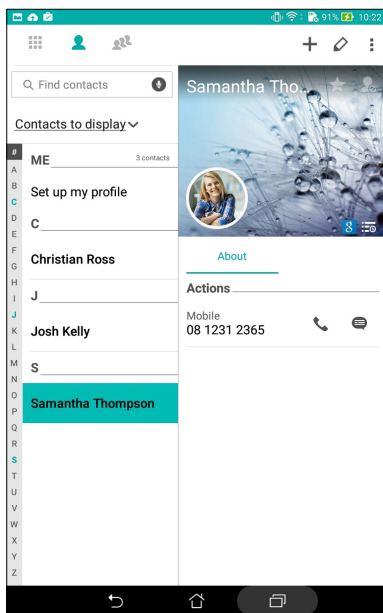 91% 10:22
Find contacts
Contacts to display
#
A
B
C
D
E
F
G
H
I
J
K
L
M
N
O
P
Q
R
S
T
U
V
W
X
Y
Z
ME 3 contacts
Set up my profile
C
Christian Ross
J
Josh Kelly
S
Samantha Thompson
Samantha Tho...
8
About
Actions
Mobile
08 1231 2365